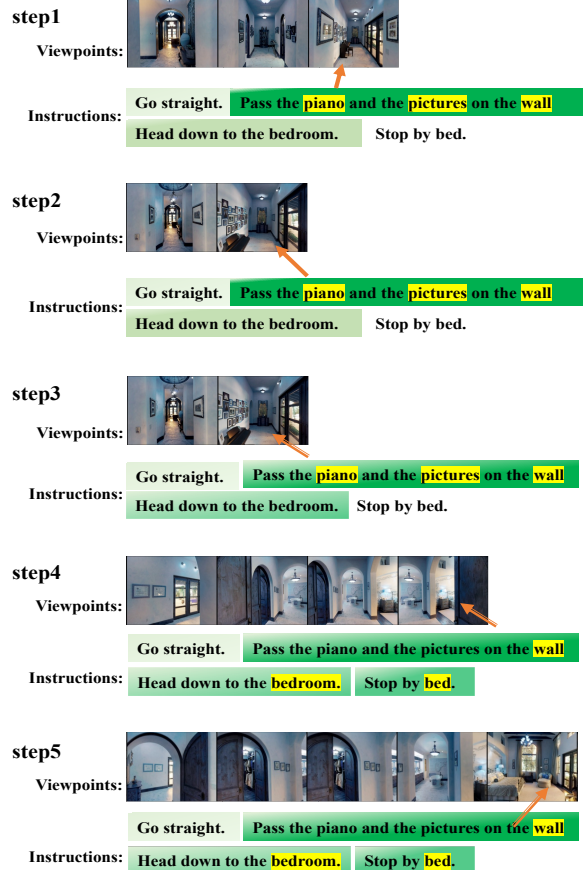 step1
Viewpoints:
Instructions:
Go straight. Pass the piano and the pictures on the wall
Head down to the bedroom. Stop by bed.
step2
Viewpoints:
Instructions:
Go straight. Pass the piano and the pictures on the wall
Head down to the bedroom. Stop by bed.
step3
Viewpoints:
Instructions:
Go straight. Pass the piano and the pictures on the wall
Head down to the bedroom. Stop by bed.
step4
Viewpoints:
Instructions:
Go straight. Pass the piano and the pictures on the wall
Head down to the bedroom. Stop by bed.
step5
Viewpoints:
Instructions:
Go straight. Pass the piano and the pictures on the wall
Head down to the bedroom. Stop by bed.